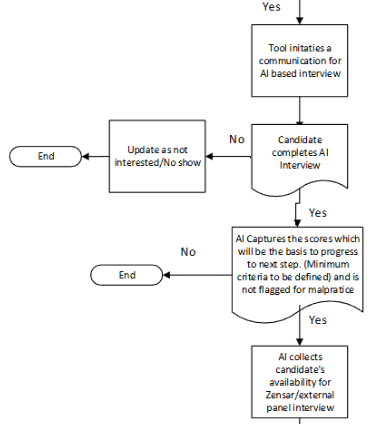 Yes
Tool initaties a
communication for
AI based interview
No
Candidate
completes AI
Interview
Update as not
interested/No show
End
Yes
AI Captures the scores which
will be the basis to progress
to next step. (Minimum
criteria to be defined) and is
not flagged for malpratice
No
End
Yes
AI collects
candidate's
availability for
Zensar/external
panel interview